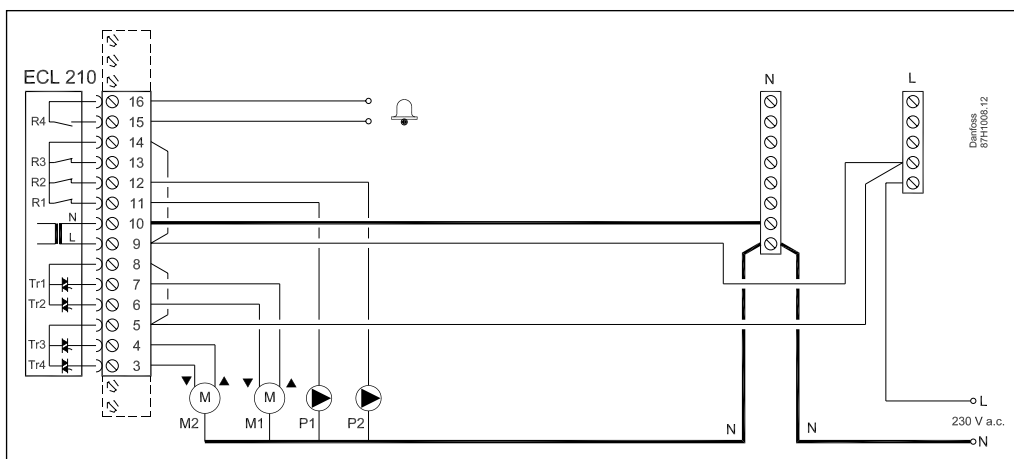 ECL 210
N
L
R4
R3
R2
R1
N
L
Tr1
Tr2
Tr3
Tr4
16
15
14
13
12
11
10
9
8
7
6
5
4
3
M
M
M2
M1
P1
P2
N
N
L
230 V a.c.
N
Danfoss
87H1008.12